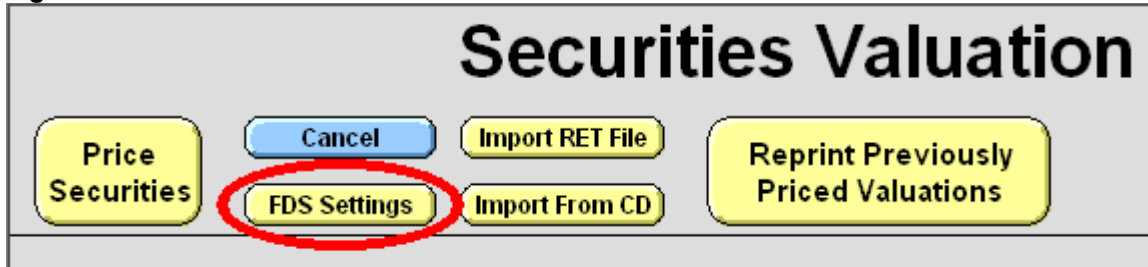 Securities Valuation
Price
Securities
Cancel
Import RET File
FDS Settings
Import From CD
Reprint Previously
Priced Valuations